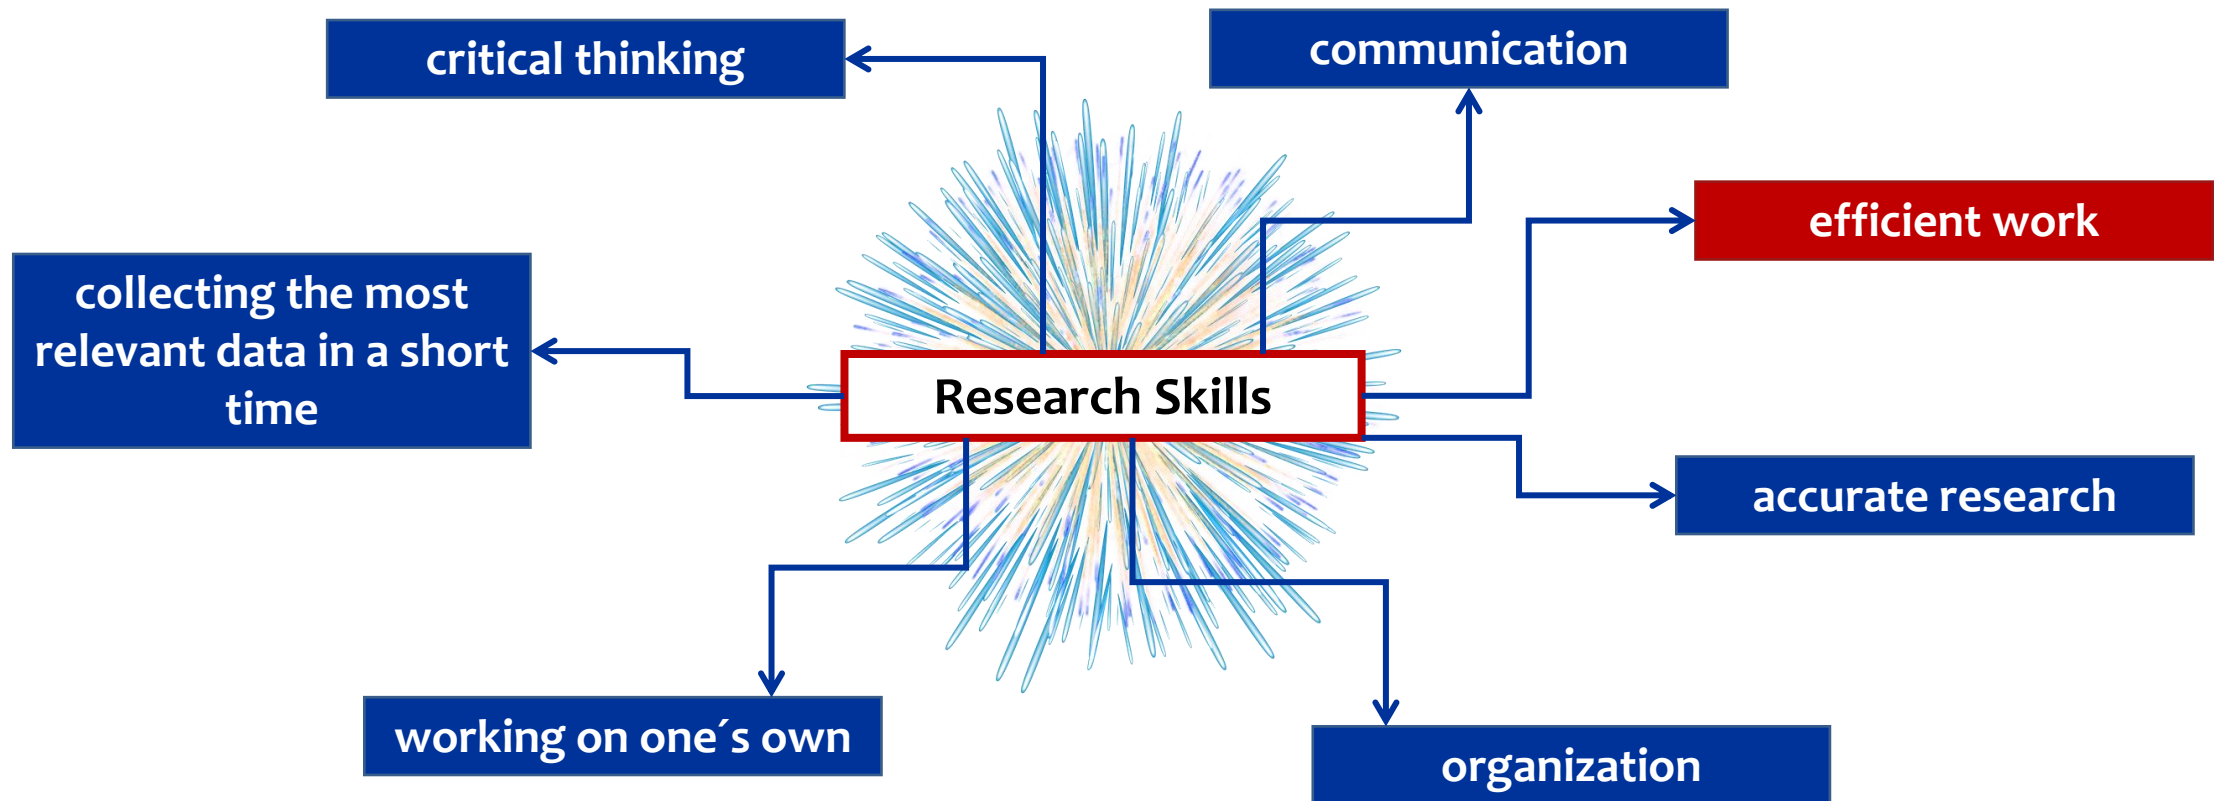 critical thinking
communication
efficient work
collecting the most
relevant data in a short
time
Research Skills
accurate research
working on one´s own
organization